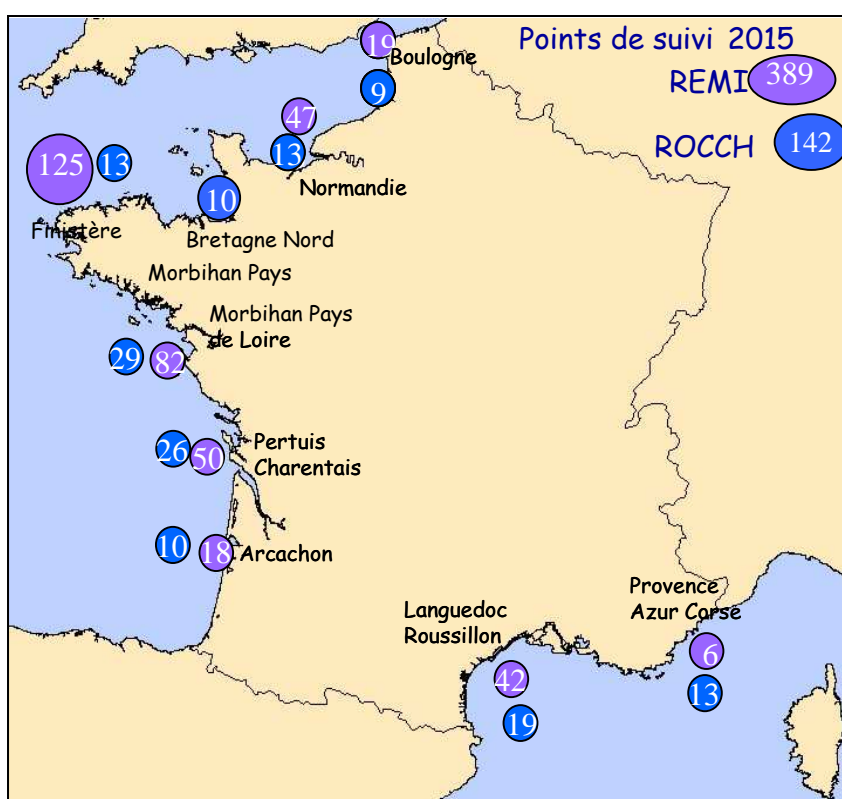 Points de suivi 2015
REMI 389
ROCCH 142
19
Boulogne
9
47
13
Normandie
125
13
10
Finistère
Bretagne Nord
Morbihan Pays
Morbihan Pays
de Loire
29
82
26
50
Pertuis
Charentais
10
18
Arcachon
Provence
Azur Corse
Languedoc
Roussillon
6
42
13
19